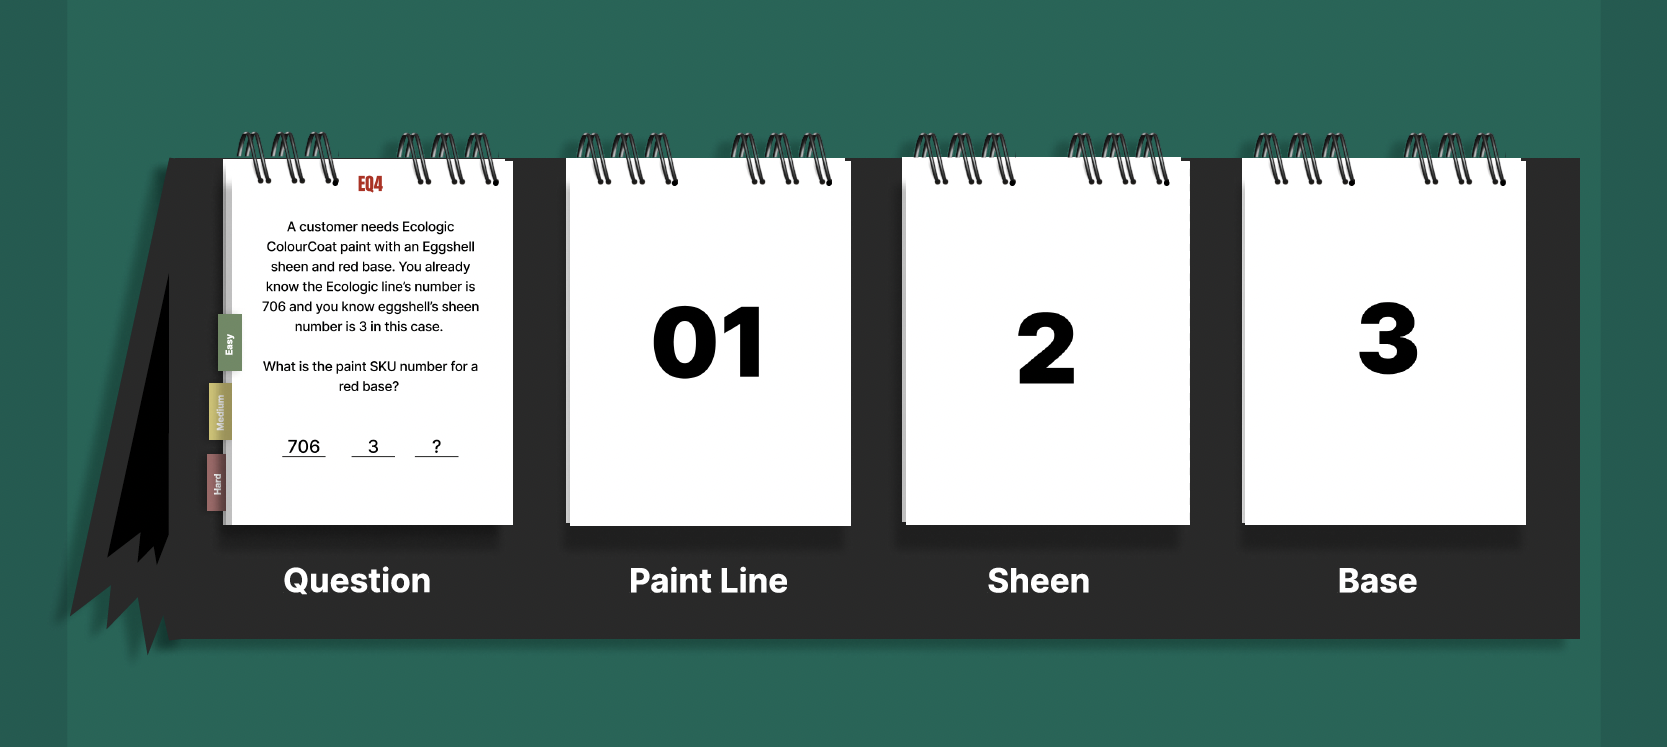 EQ4
A customer needs Ecologic
ColourCoat paint with an Eggshell
sheen and red base. You already
know the Ecologic line's number is
706 and you know eggshell's sheen
number is 3 in this case.
What is the paint SKU number for a
red base?
706 3 ?
Easy
Medium
Hard
01
2
3
Question
Paint Line
Sheen
Base